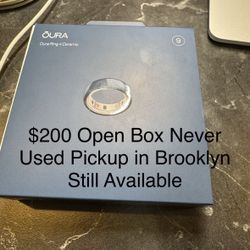 ŌURA
Oura Ring 4 Ceramic
9
$200 Open Box Never
Used Pickup in Brooklyn
Still Available